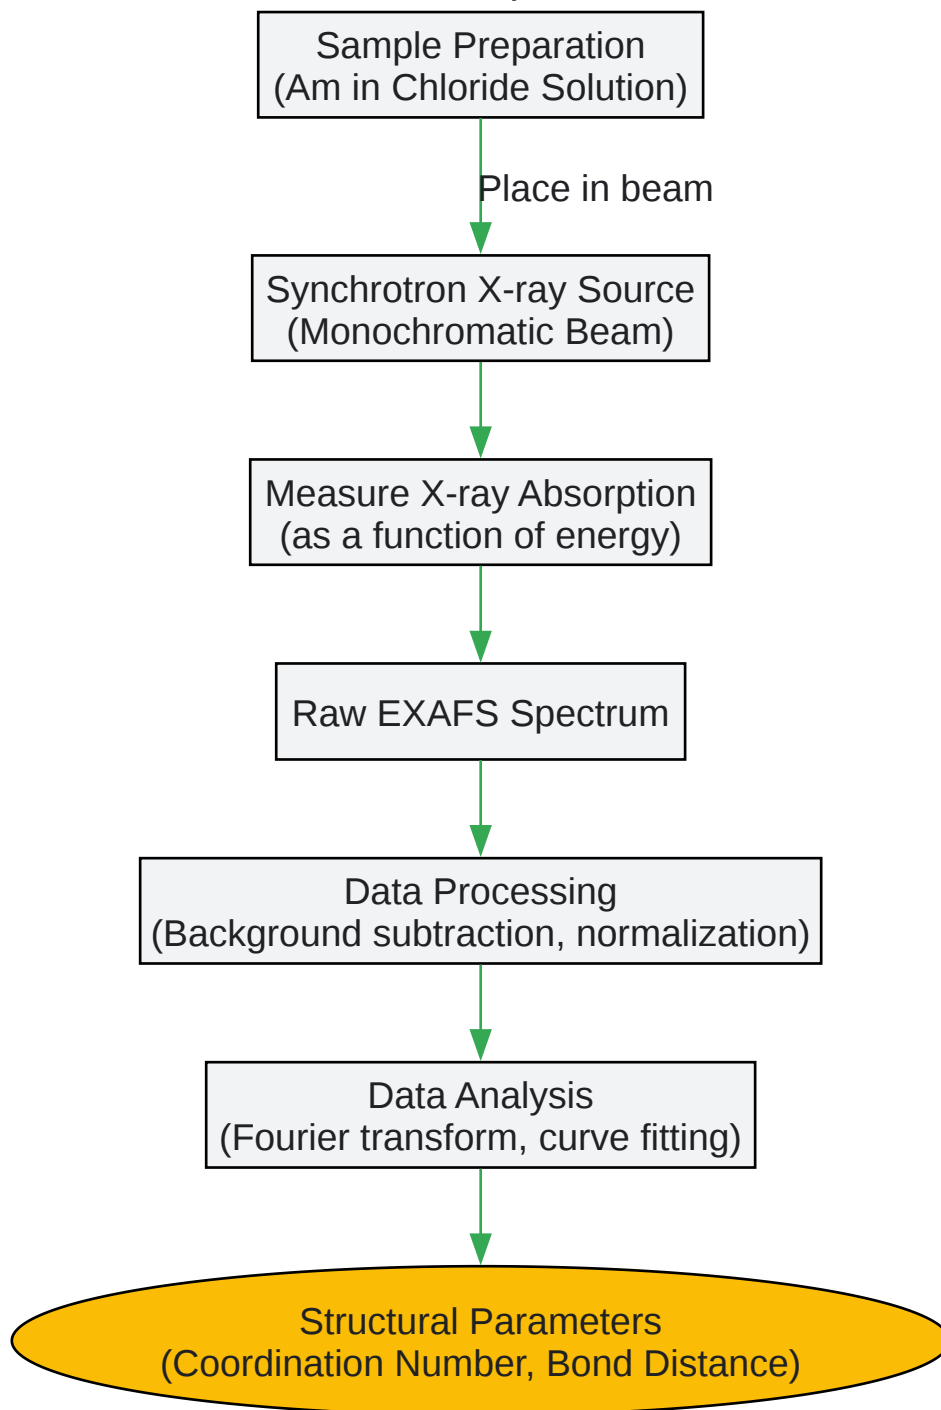 Sample Preparation
(Am in Chloride Solution)
Place in beam
Synchrotron X-ray Source
(Monochromatic Beam)
Measure X-ray Absorption
(as a function of energy)
Raw EXAFS Spectrum
Data Processing
(Background subtraction, normalization)
Data Analysis
(Fourier transform, curve fitting)
Structural Parameters
(Coordination Number, Bond Distance)